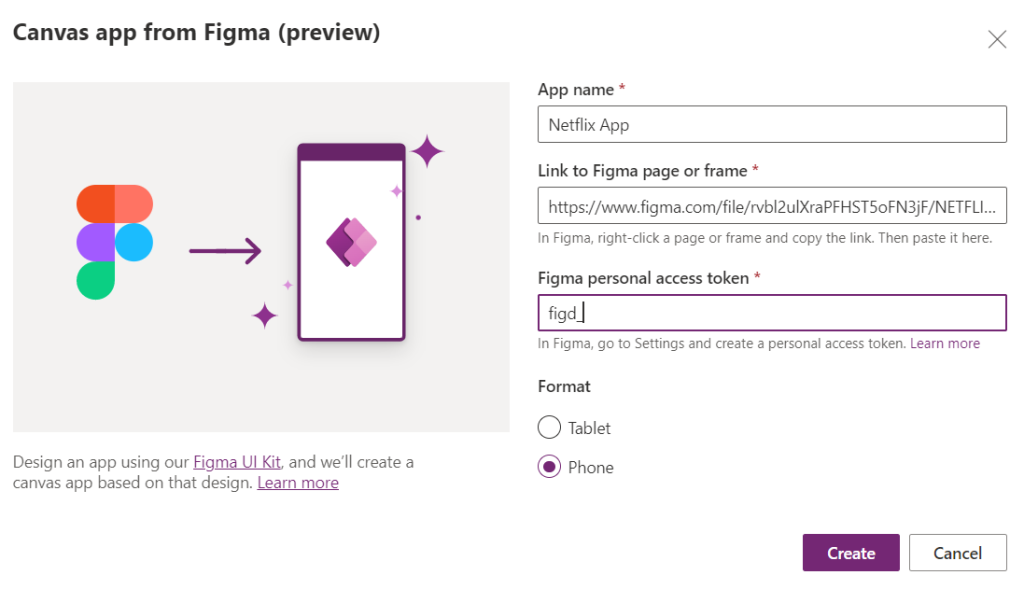 Canvas app from Figma (preview)
App name *
Netflix App
Link to Figma page or frame *
https://www.figma.com/file/rvbl2ulXraPFHST5oFN3jF/NETFLI...
In Figma, right-click a page or frame and copy the link. Then paste it here.
Figma personal access token *
figd_
In Figma, go to Settings and create a personal access token. Learn more
Format
Tablet
Phone
Design an app using our Figma UI Kit, and we'll create a
canvas app based on that design. Learn more
Create
Cancel